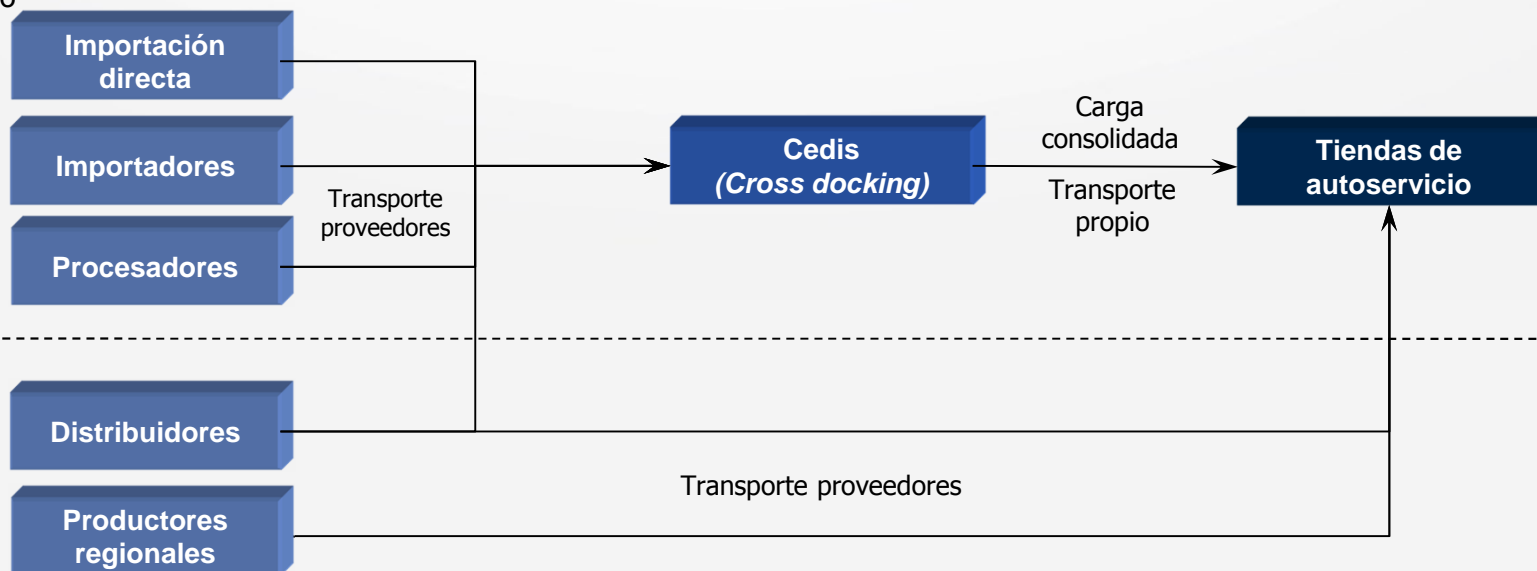 Importación
directa
Importadores
Procesadores
Transporte
proveedores
Cedis
(Cross docking)
Carga
consolidada
Transporte
propio
Tiendas de
autoservicio
Distribuidores
Productores
regionales
Transporte proveedores